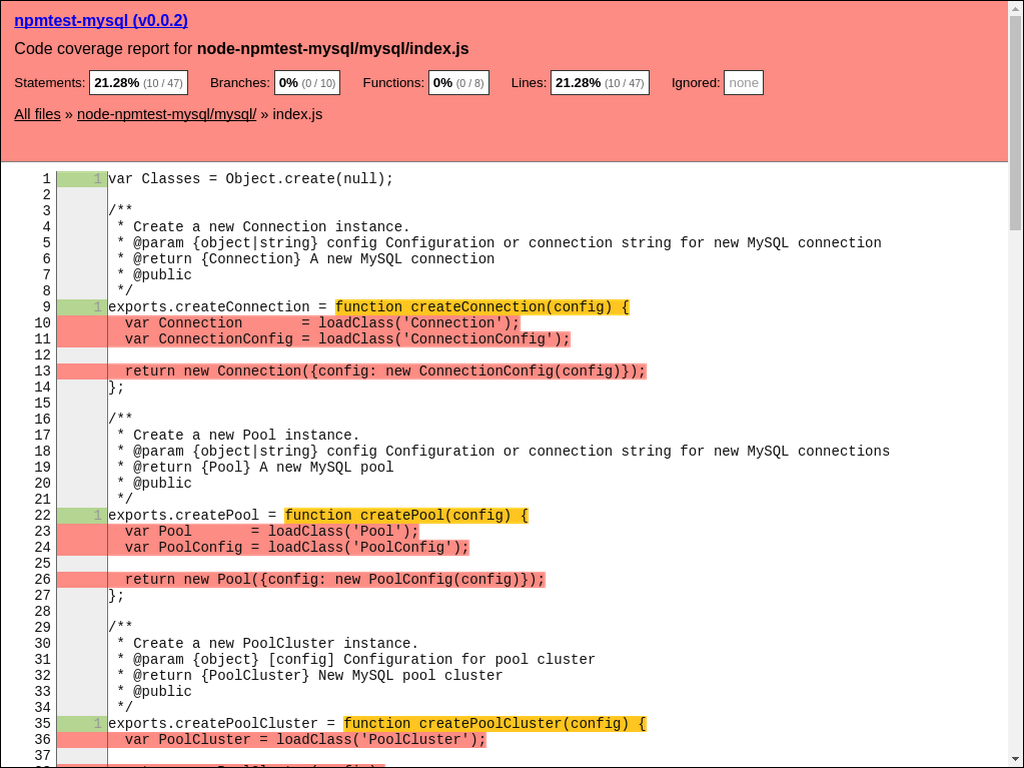 npmtest-mysql (v0.0.2)
Code coverage report for node-npmtest-mysql/mysql/index.js
Statements: 21.28% (10 / 47) Branches: 0% (0 / 10) Functions: 0% (0 / 8) Lines: 21.28% (10 / 47) Ignored: none
All files » node-npmtest-mysql/mysql/ » index.js
1 1 var Classes = Object.create(null);
2
3 /**
4  * Create a new Connection instance.
5  * @param {object|string} config Configuration or connection string for new MySQL connection
6  * @return {Connection} A new MySQL connection
7  * @public
8  */
9 1 exports.createConnection = function createConnection(config) {
10   var Connection       = loadClass('Connection');
11   var ConnectionConfig = loadClass('ConnectionConfig');
12
13   return new Connection({config: new ConnectionConfig(config)});
14 };
15
16 /**
17  * Create a new Pool instance.
18  * @param {object|string} config Configuration or connection string for new MySQL connections
19  * @return {Pool} A new MySQL pool
20  * @public
21  */
22 1 exports.createPool = function createPool(config) {
23   var Pool       = loadClass('Pool');
24   var PoolConfig = loadClass('PoolConfig');
25
26   return new Pool({config: new PoolConfig(config)});
27 };
28
29 /**
30  * Create a new PoolCluster instance.
31  * @param {object} [config] Configuration for pool cluster
32  * @return {PoolCluster} New MySQL pool cluster
33  * @public
34  */
35 1 exports.createPoolCluster = function createPoolCluster(config) {
36   var PoolCluster = loadClass('PoolCluster');
37